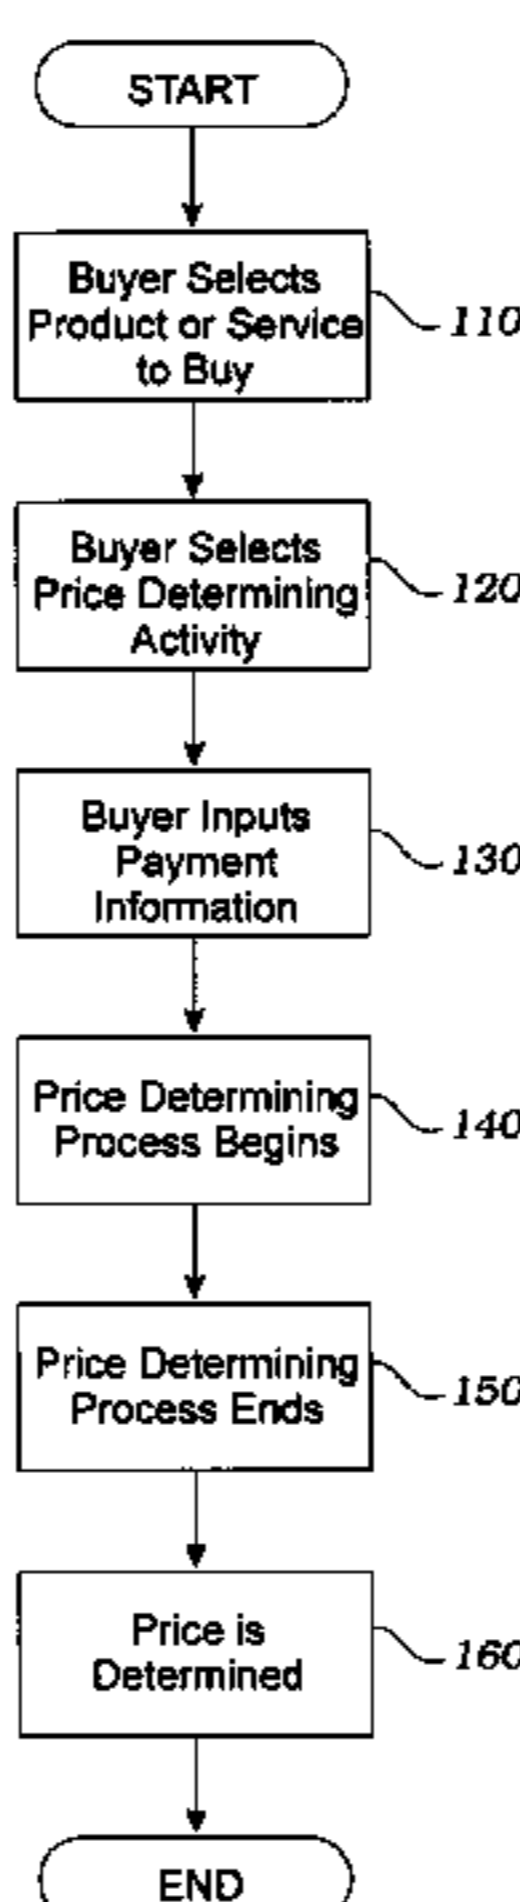 START
Buyer Selects
Product or Service
to Buy
110
Buyer Selects
Price Determining
Activity
120
Buyer Inputs
Payment
Information
130
Price Determining
Process Begins
140
Price Determining
Process Ends
150
Price is
Determined
160
END